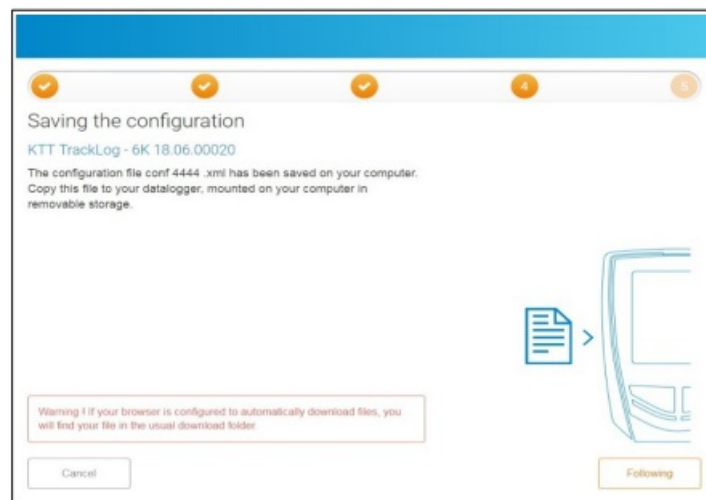 4
5
Saving the configuration
KTT TrackLog - 6K 18.06.00020
The configuration file conf 4444 .xml has been saved on your computer.
Copy this file to your datalogger, mounted on your computer in
removable storage.
Warning ! If your browser is configured to automatically download files, you
will find your file in the usual download folder.
Cancel
Following